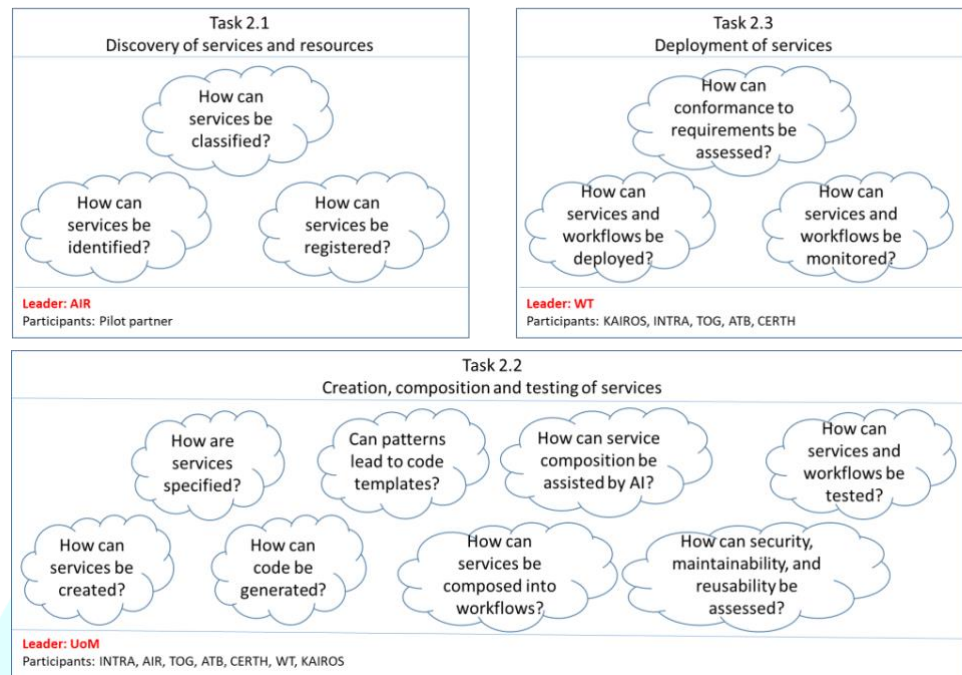 Task 2.1
Discovery of services and resources
How can
services be
classified?
How can
services be
identified?
How can
services be
registered?
Leader: AIR
Participants: Pilot partner
Task 2.3
Deployment of services
How can
conformance to
requirements be
assessed?
How can
services and
workflows be
deployed?
How can
services and
workflows be
monitored?
Leader: WT
Participants: KAIROS, INTRA, TOG, ATB, CERTH
Task 2.2
Creation, composition and testing of services
How are
services
specified?
Can patterns
lead to code
templates?
How can service
composition be
assisted by AI?
How can
services and
workflows be
tested?
How can
services be
created?
How can
code be
generated?
How can
services be
composed into
workflows?
How can security,
maintainability, and
reusability be
assessed?
Leader: UoM
Participants: INTRA, AIR, TOG, ATB, CERTH, WT, KAIROS